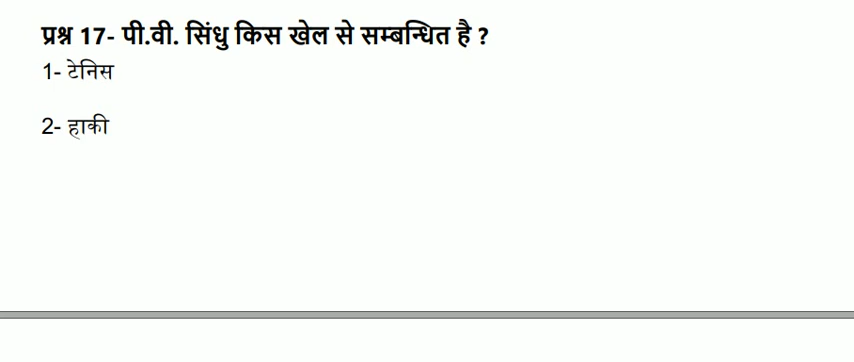 प्रश्न 17- पी.वी. सिंधु किस खेल से सम्बन्धित है ?
1- टेनिस
2- हाकी